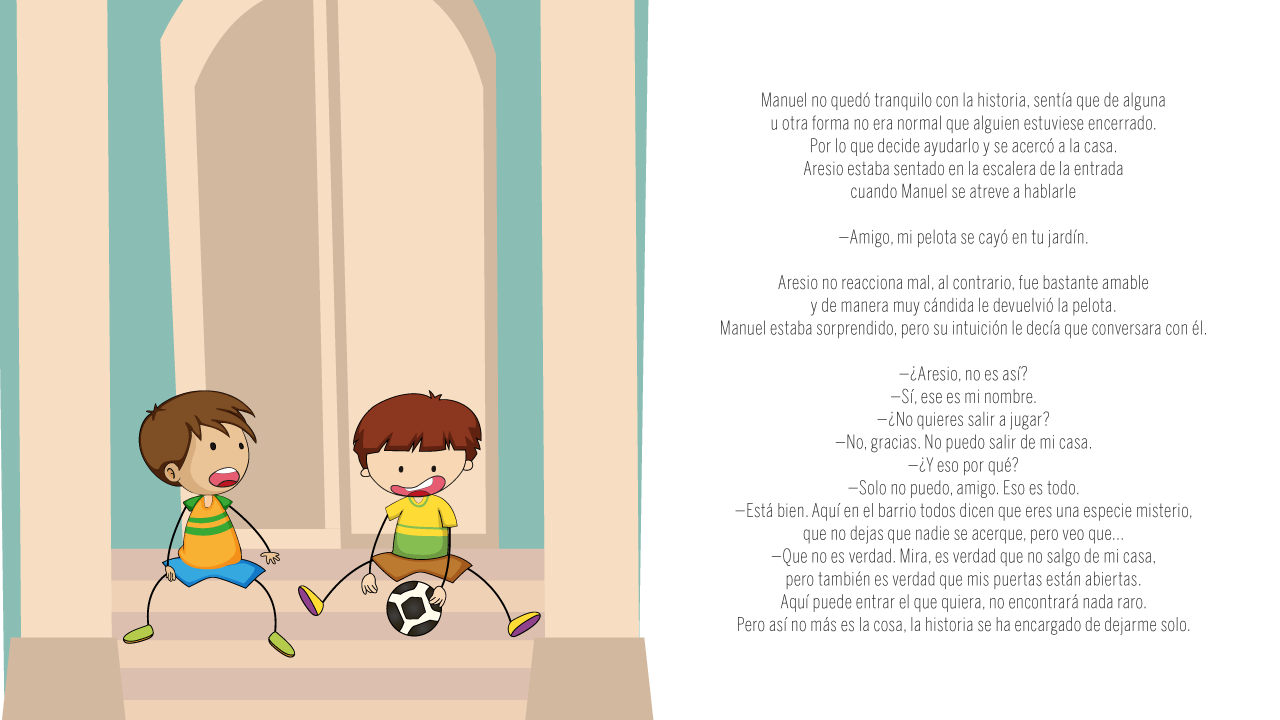 Manuel no quedó tranquilo con la historia, sentía que de alguna
u otra forma no era normal que alguien estuviese encerrado.
Por lo que decide ayudarlo y se acercó a la casa.
Aresio estaba sentado en la escalera de la entrada
cuando Manuel se atreve a hablarle
–Amigo, mi pelota se cayó en tu jardín.
Aresio no reacciona mal, al contrario, fue bastante amable
y de manera muy cándida le devuelvió la pelota.
Manuel estaba sorprendido, pero su intuición le decía que conversara con él.
–¿Aresio, no es así?
–Sí, ese es mi nombre.
–¿No quieres salir a jugar?
–No, gracias. No puedo salir de mi casa.
–¿Y eso por qué?
–Solo no puedo, amigo. Eso es todo.
–Está bien. Aquí en el barrio todos dicen que eres una especie misterio,
que no dejas que nadie se acerque, pero veo que...
–Que no es verdad. Mira, es verdad que no salgo de mi casa,
pero también es verdad que mis puertas están abiertas.
Aquí puede entrar el que quiera, no encontrará nada raro.
Pero así no más es la cosa, la historia se ha encargado de dejarme solo.